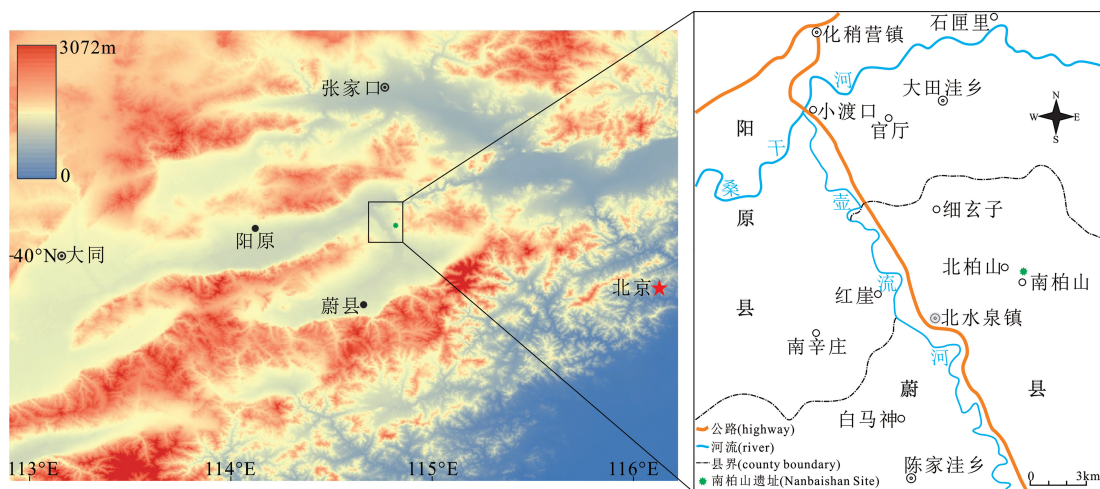 3072m
0
张家口
40°N
大同
阳原
蔚县
北京
113°E
114°E
115°E
116°E
化稍营镇
石匣里
河
大田洼乡
小渡口
官厅
N
W
E
S
阳
干
桑
原
壶
细玄子
北柏山
南柏山
红崖
流
县
北水泉镇
南辛庄
河
蔚
县
白马神
陈家洼乡
公路(highway)
河流(river)
县界(county boundary)
南柏山遗址(Nanbaishan Site)
0
3km